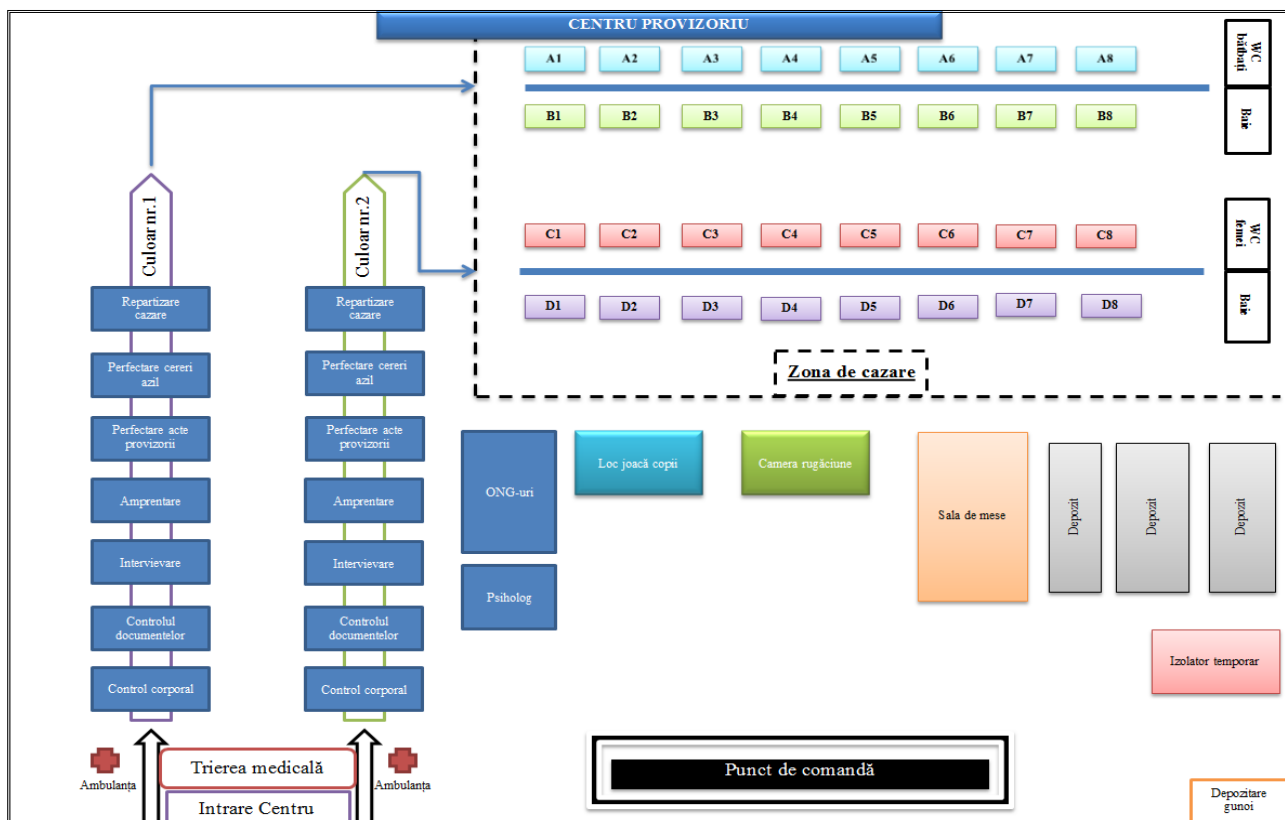 CENTRU PROVIZORIU
A1 A2 A3 A4 A5 A6 A7 A8
WC
bătbați
B1 B2 B3 B4 B5 B6 B7 B8
Baie
Culoar nr.1
Culoar nr.2
C1 C2 C3 C4 C5 C6 C7 C8
WC
femei
D1 D2 D3 D4 D5 D6 D7 D8
Baie
Zona de cazare
Repartizare
cazare
Perfectare cereri
azil
Perfectare acte
provizorii
Amprentare
Intervievare
Controlul
documentelor
Control corporal
Repartizare
cazare
Perfectare cereri
azil
Perfectare acte
provizorii
Amprentare
Intervievare
Controlul
documentelor
Control corporal
ONG-uri
Psiholog
Loc joacă copii
Camera rugăciune
Sala de mese
Depozit
Depozit
Depozit
Izolator temporar
Ambulanța
Trierea medicală
Ambulanța
Intrare Centru
Punct de comandă
Depozitare
gunoi